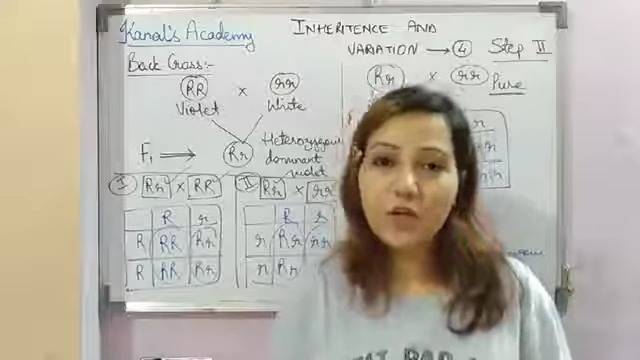 Kanal's Academy
INHERITENCE AND
VARIATION → 4
Step II
Back Cross:-
RR × rr
Violet White
F₁ → Rr
Heterozygous
dominant
violet
I Rr × RR
R r
R RR Rr
R RR Rr
II Rr × rr
R r
r Rr rr
r Rr
Rr × rr
Pure
r